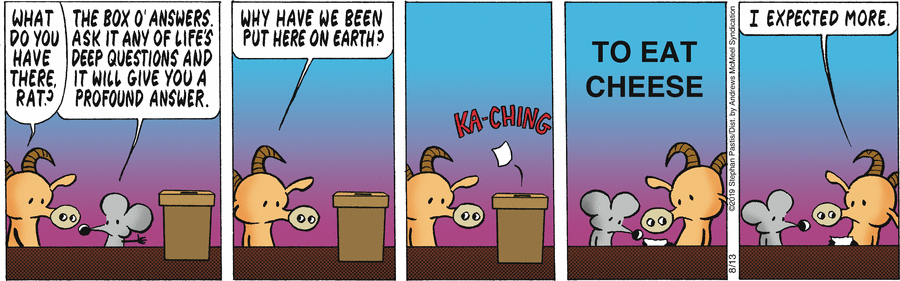 WHAT
DO YOU
HAVE
THERE,
RAT?
THE BOX O' ANSWERS.
ASK IT ANY OF LIFE'S
DEEP QUESTIONS AND
IT WILL GIVE YOU A
PROFOUND ANSWER.
WHY HAVE WE BEEN
PUT HERE ON EARTH?
KA-CHING
TO EAT
CHEESE
©2019 Stephan Pastis/Dist. by Andrews McMeel Syndication
8/13
I EXPECTED MORE.